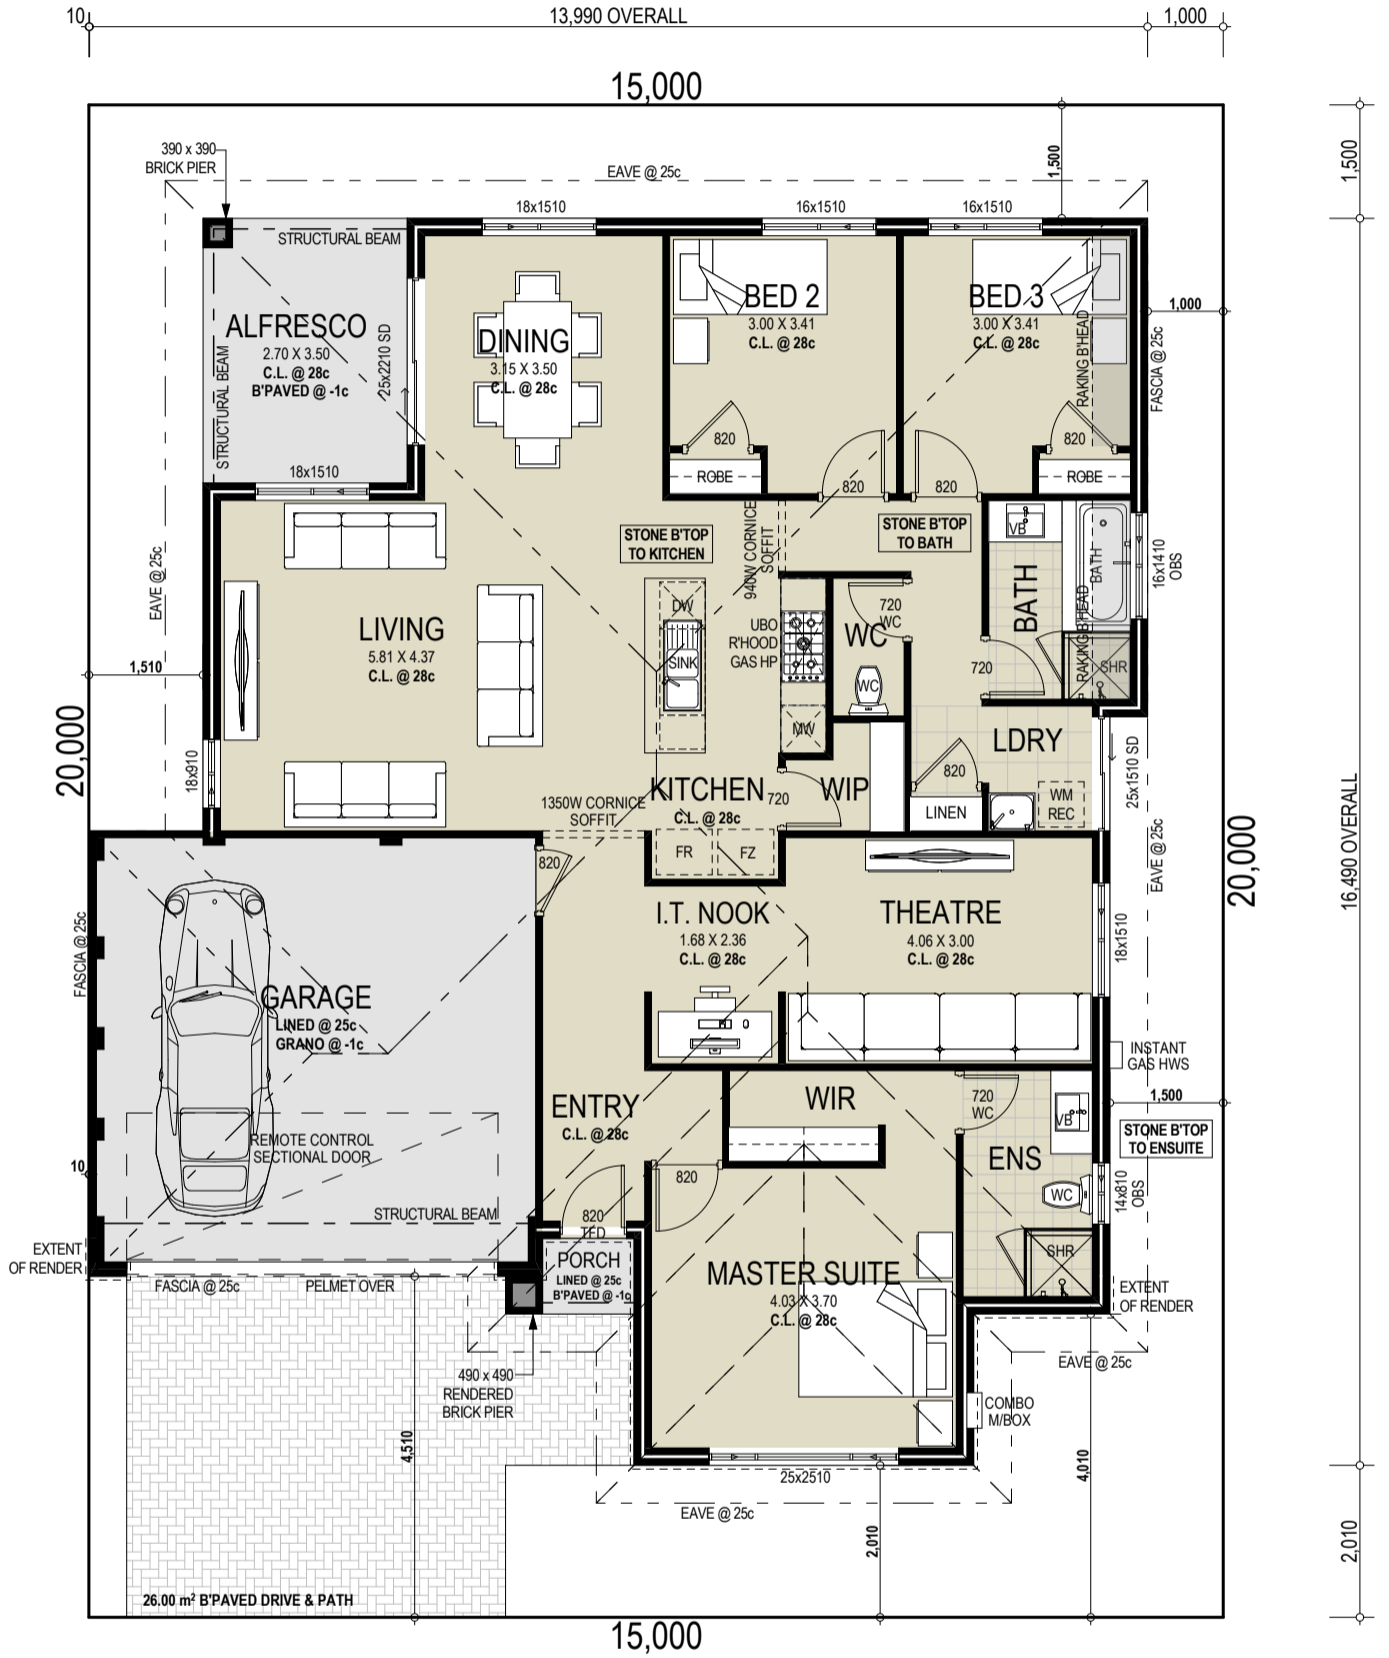 10
13,990 OVERALL
1,000
15,000
390 x 390
BRICK PIER
EAVE @ 25c
1,500
1,500
18x1510
16x1510
16x1510
STRUCTURAL BEAM
ALFRESCO
2.70 X 3.50
C.L. @ 28c
B'PAVED @ -1c
STRUCTURAL BEAM
25x2210 SD
18x1510
DINING
3.15 X 3.50
C.L. @ 28c
BED 2
3.00 X 3.41
C.L. @ 28c
BED 3
3.00 X 3.41
C.L. @ 28c
RAKING B'HEAD
1,000
FASCIA @ 25c
820
ROBE
820
820
820
ROBE
EAVE @ 25c
STONE B'TOP
TO KITCHEN
940W CORNICE
SOFFIT
STONE B'TOP
TO BATH
VB
BATH
BATH
16x1410
OBS
RAKING B'HEAD
SHR
720
LIVING
5.81 X 4.37
C.L. @ 28c
1,510
DW
SINK
UBO
R'HOOD
GAS HP
MW
720
WC
WC
WC
20,000
18x910
KITCHEN
C.L. @ 28c
1350W CORNICE
SOFFIT
720
WIP
820
LINEN
LDRY
WM
REC
25x1510 SD
EAVE @ 25c
20,000
16,490 OVERALL
820
FR
FZ
I.T. NOOK
1.68 X 2.36
C.L. @ 28c
THEATRE
4.06 X 3.00
C.L. @ 28c
18x1510
FASCIA @ 25c
GARAGE
LINED @ 25c
GRANO @ -1c
INSTANT
GAS HWS
1,500
ENTRY
C.L. @ 28c
WIR
720
WC
VB
STONE B'TOP
TO ENSUITE
REMOTE CONTROL
SECTIONAL DOOR
10
ENS
WC
14x810
OBS
820
STRUCTURAL BEAM
820
TFD
EXTENT
OF RENDER
FASCIA @ 25c
PELMET OVER
PORCH
LINED @ 25c
B'PAVED @ -1c
MASTER SUITE
4.03 X 3.70
C.L. @ 28c
SHR
EXTENT
OF RENDER
EAVE @ 25c
490 x 490
RENDERED
BRICK PIER
COMBO
M/BOX
4,510
25x2510
4,010
EAVE @ 25c
2,010
2,010
26.00 m² B'PAVED DRIVE & PATH
15,000